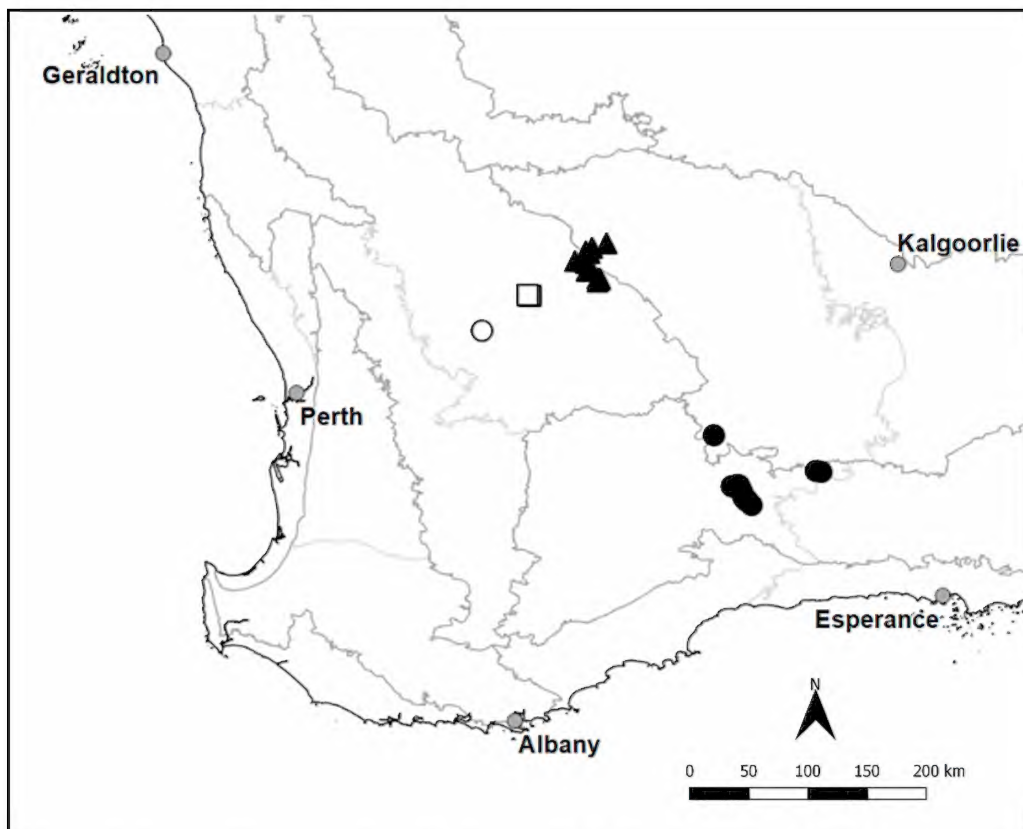 Geraldton
Kalgoorlie
Perth
Esperance
N
Albany
0 50 100 150 200 km